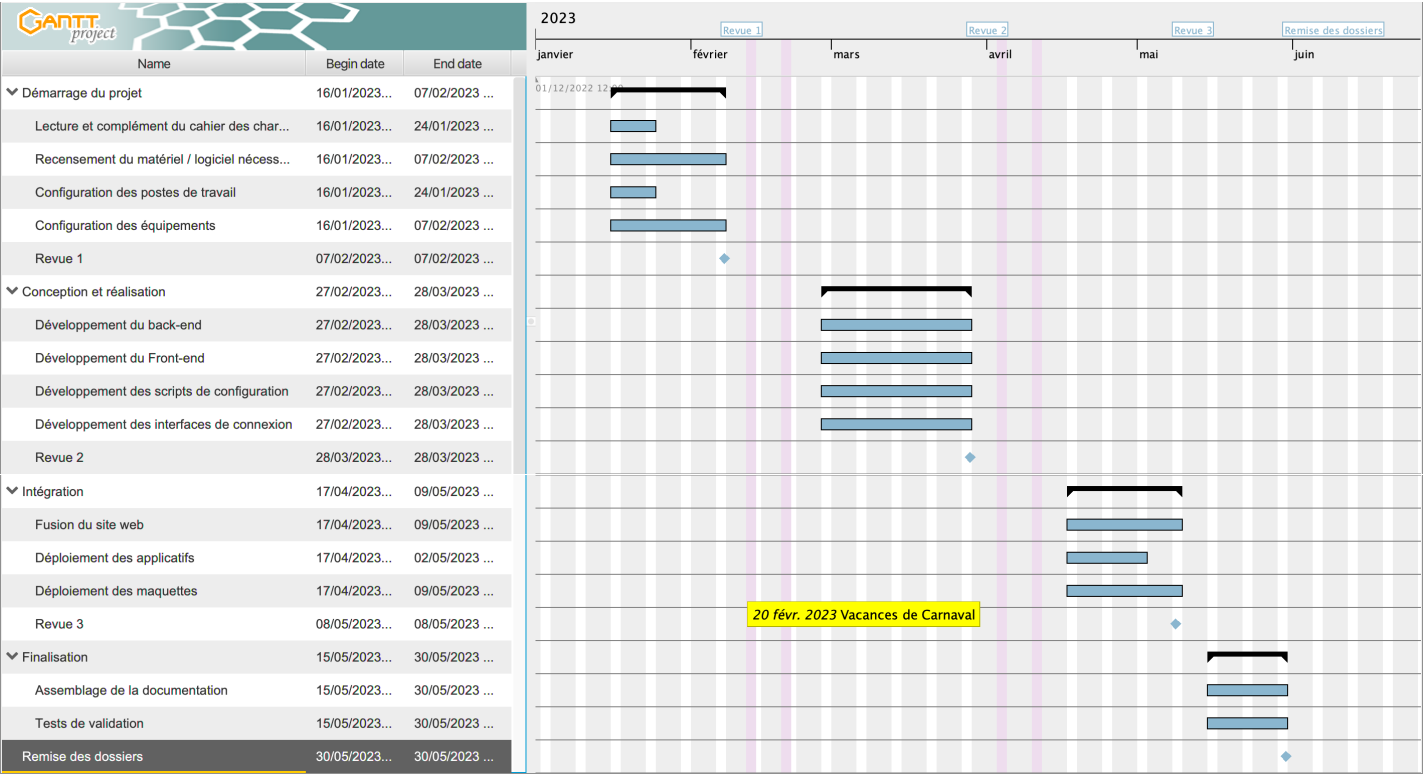 GANTT project
2023
Revue 1 Revue 2 Revue 3 Remise des dossiers
janvier février mars avril mai juin
Name Begin date End date
01/12/2022 12:
Démarrage du projet 16/01/2023... 07/02/2023 ...
Lecture et complément du cahier des char... 16/01/2023... 24/01/2023 ...
Recensement du matériel / logiciel nécess... 16/01/2023... 07/02/2023 ...
Configuration des postes de travail 16/01/2023... 24/01/2023 ...
Configuration des équipements 16/01/2023... 07/02/2023 ...
Revue 1 07/02/2023... 07/02/2023 ...
Conception et réalisation 27/02/2023... 28/03/2023 ...
Développement du back-end 27/02/2023... 28/03/2023 ...
Développement du Front-end 27/02/2023... 28/03/2023 ...
Développement des scripts de configuration 27/02/2023... 28/03/2023 ...
Développement des interfaces de connexion 27/02/2023... 28/03/2023 ...
Revue 2 28/03/2023... 28/03/2023 ...
Intégration 17/04/2023... 09/05/2023 ...
Fusion du site web 17/04/2023... 09/05/2023 ...
Déploiement des applicatifs 17/04/2023... 02/05/2023 ...
Déploiement des maquettes 17/04/2023... 09/05/2023 ...
20 févr. 2023 Vacances de Carnaval
Revue 3 08/05/2023... 08/05/2023 ...
Finalisation 15/05/2023... 30/05/2023 ...
Assemblage de la documentation 15/05/2023... 30/05/2023 ...
Tests de validation 15/05/2023... 30/05/2023 ...
Remise des dossiers 30/05/2023... 30/05/2023 ...